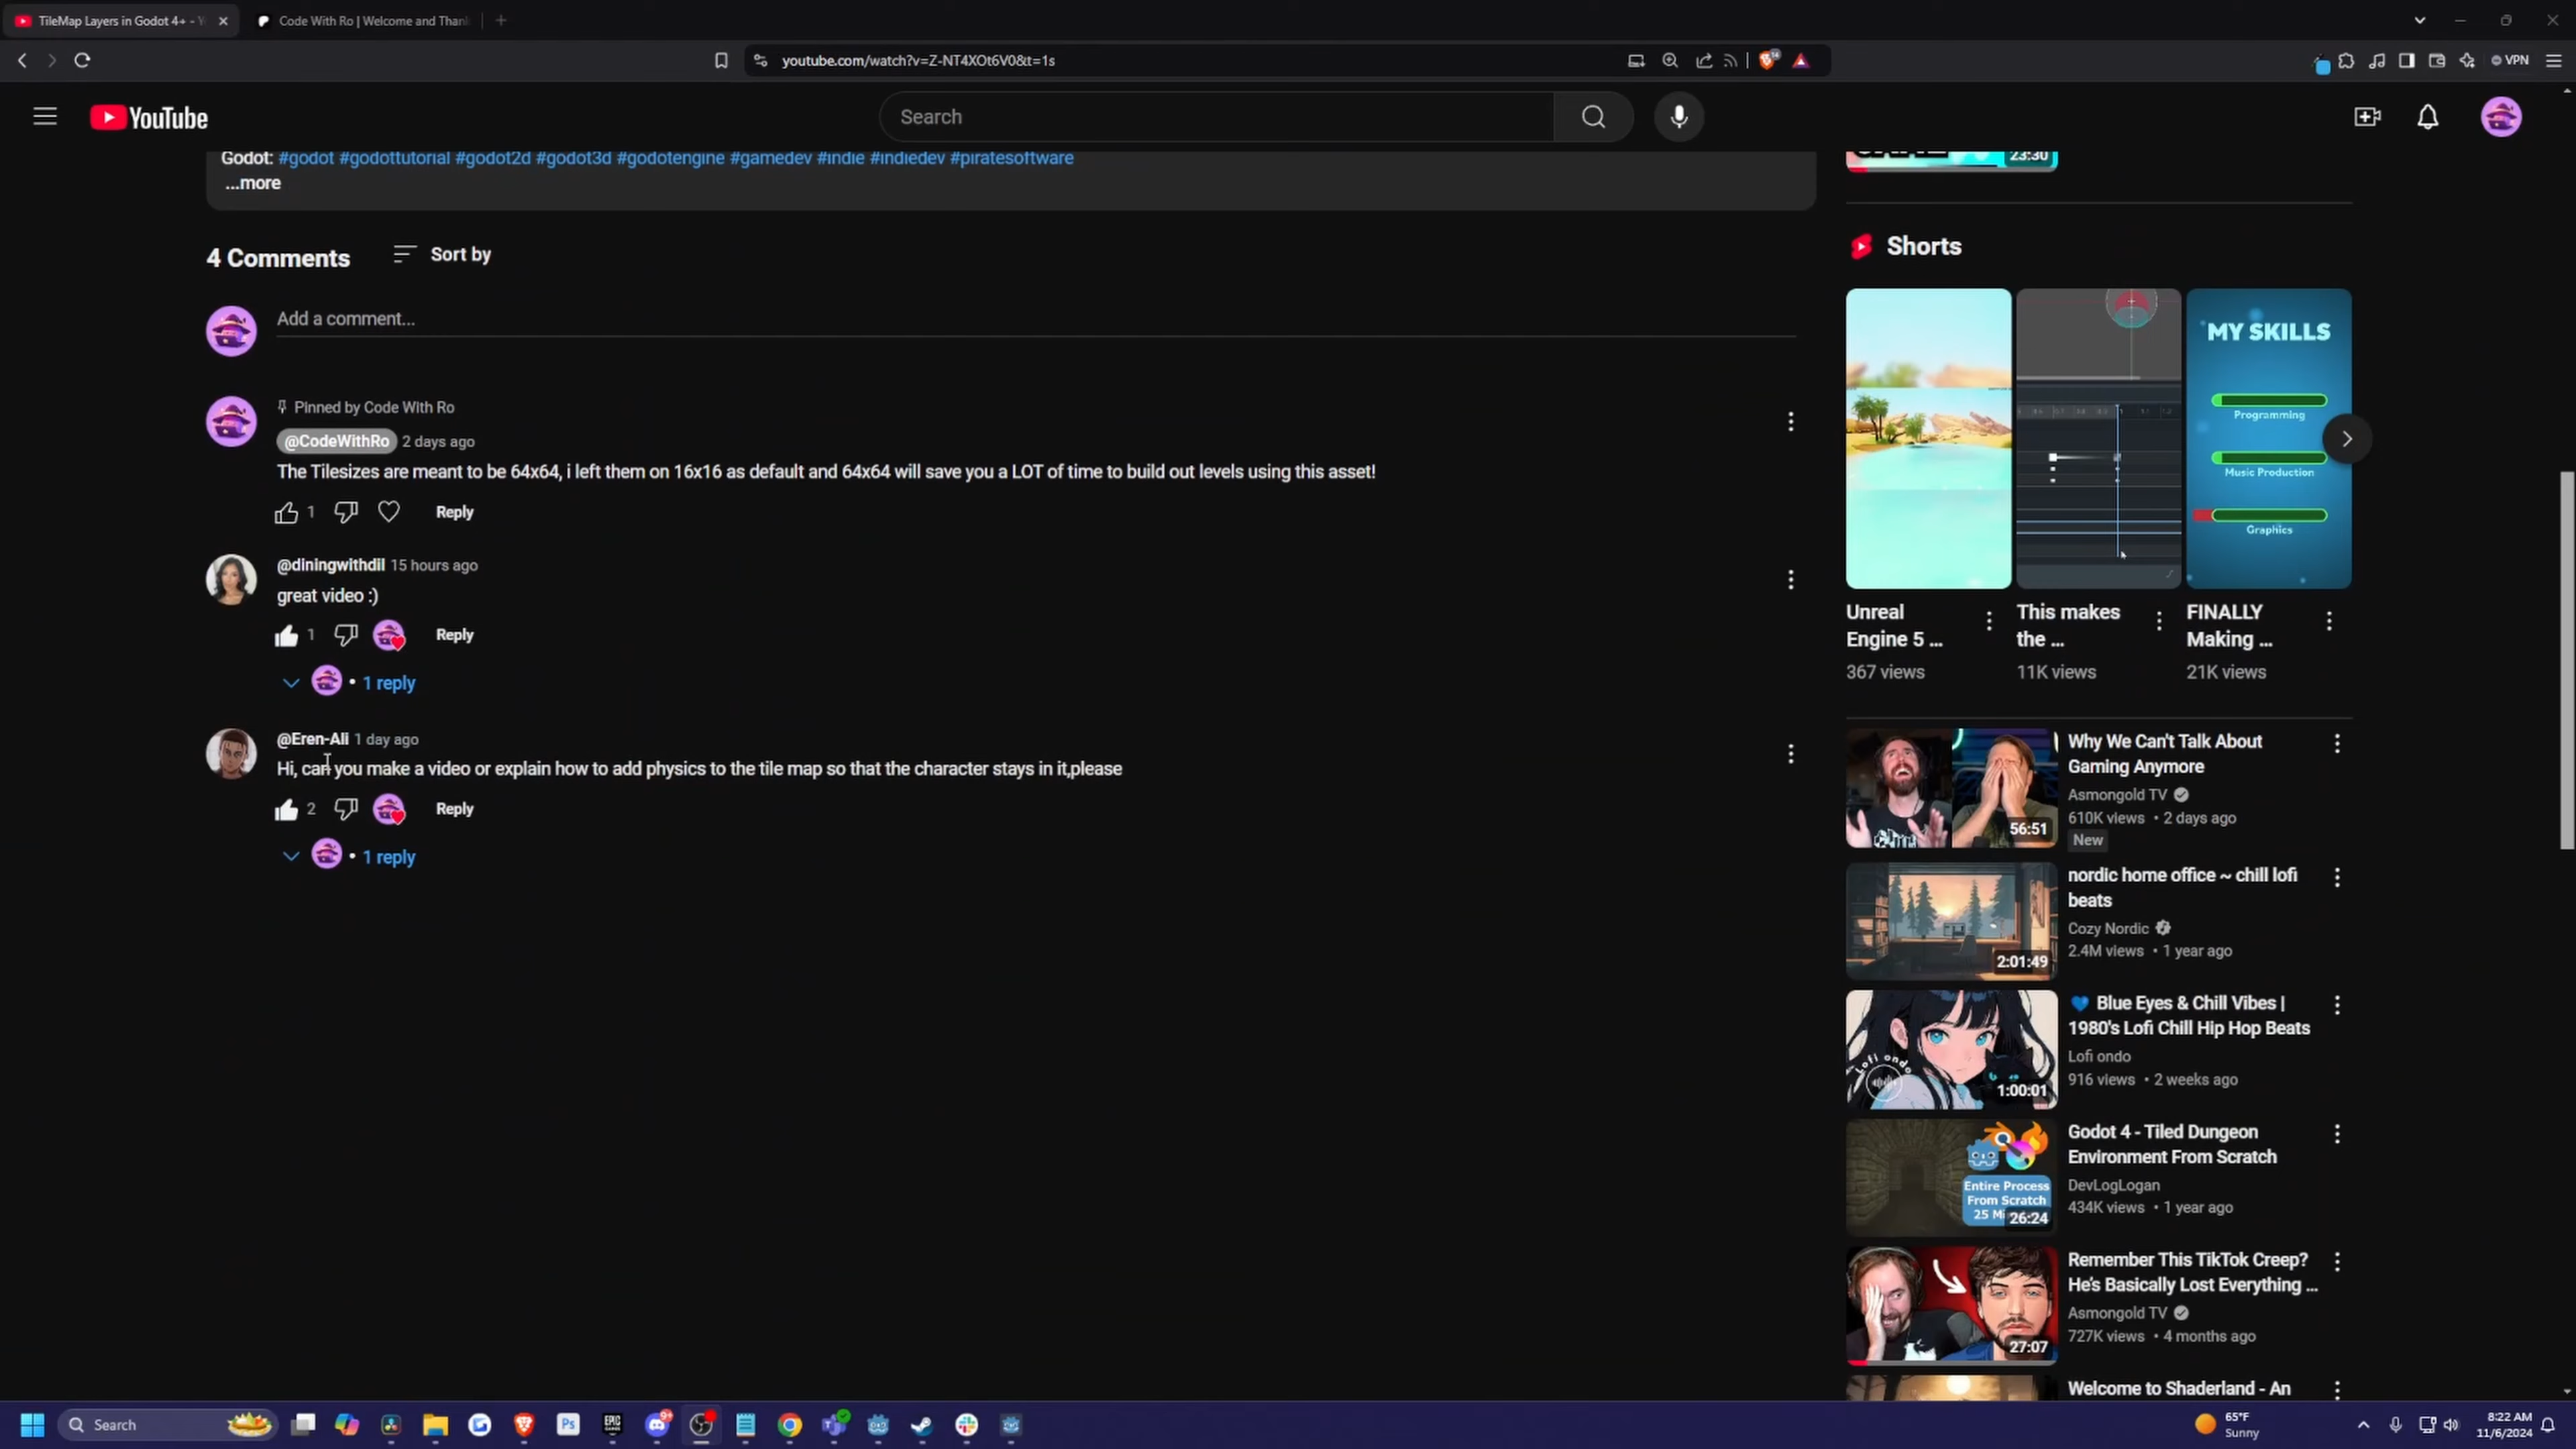 TileMap Layers in Godot 4+ - Y
Code With Ro | Welcome and Than
youtube.com/watch?v=Z-NT4XOt6V0&t=1s
14
VPN
YouTube
Search
Godot: #godot #godottutorial #godot2d #godot3d #godotengine #gamedev #indie #indiedev #piratesoftware
...more
4 Comments
Sort by
Add a comment...
Pinned by Code With Ro
@CodeWithRo 2 days ago
The Tilesizes are meant to be 64x64, i left them on 16x16 as default and 64x64 will save you a LOT of time to build out levels using this asset!
1
Reply
@diningwithdil 15 hours ago
great video :)
1
Reply
• 1 reply
@Eren-Ali 1 day ago
Hi, can you make a video or explain how to add physics to the tile map so that the character stays in it,please
2
Reply
• 1 reply
23:30
Shorts
MY SKILLS
Programming
Music Production
Graphics
Unreal
Engine 5 ...
367 views
This makes
the ...
11K views
FINALLY
Making ...
21K views
56:51
Why We Can't Talk About
Gaming Anymore
Asmongold TV
610K views • 2 days ago
New
2:01:49
nordic home office ~ chill lofi
beats
Cozy Nordic
2.4M views • 1 year ago
Lofi ondo
1:00:01
💙 Blue Eyes & Chill Vibes |
1980's Lofi Chill Hip Hop Beats
Lofi ondo
916 views • 2 weeks ago
Entire Process
From Scratch
25 Mi
26:24
Godot 4 - Tiled Dungeon
Environment From Scratch
DevLogLogan
434K views • 1 year ago
27:07
Remember This TikTok Creep?
He's Basically Lost Everything ...
Asmongold TV
727K views • 4 months ago
Welcome to Shaderland - An
Search
Ps
EPIC
GAMES
9+
65°F
Sunny
8:22 AM
11/6/2024